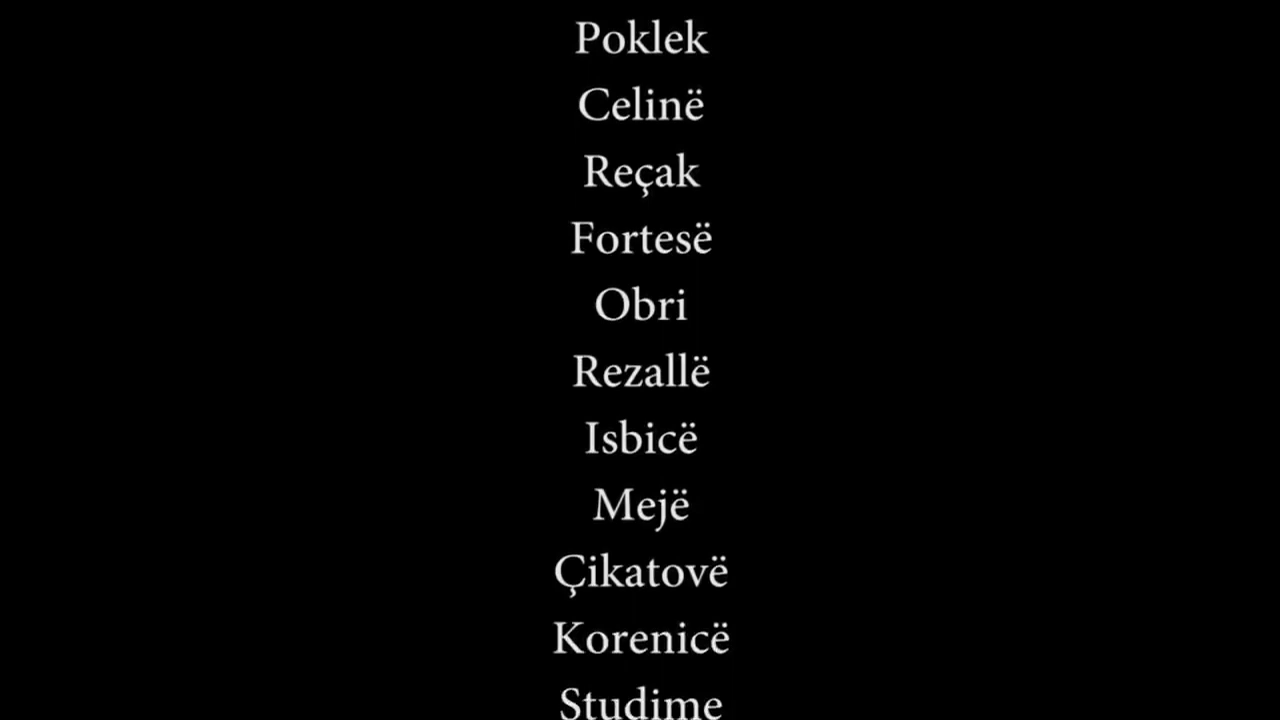 Poklek
Celinë
Reçak
Fortesë
Obri
Rezallë
Isbicë
Mejë
Çikatovë
Korenicë
Studime